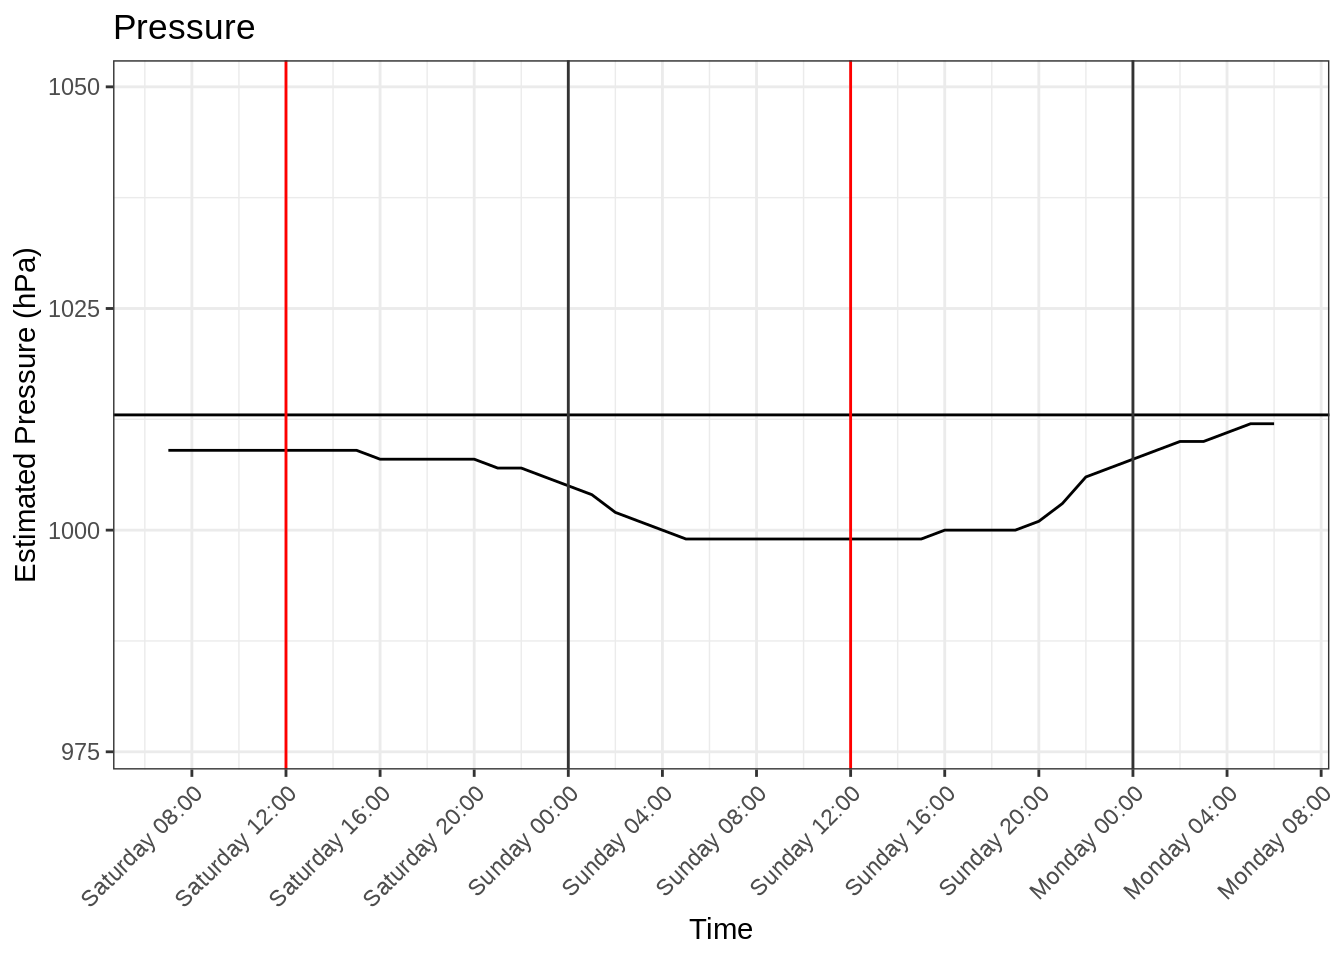 Pressure
Estimated Pressure (hPa)
1050
1025
1000
975
Saturday 08:00
Saturday 12:00
Saturday 16:00
Saturday 20:00
Sunday 00:00
Sunday 04:00
Sunday 08:00
Sunday 12:00
Sunday 16:00
Sunday 20:00
Monday 00:00
Monday 04:00
Monday 08:00
Time